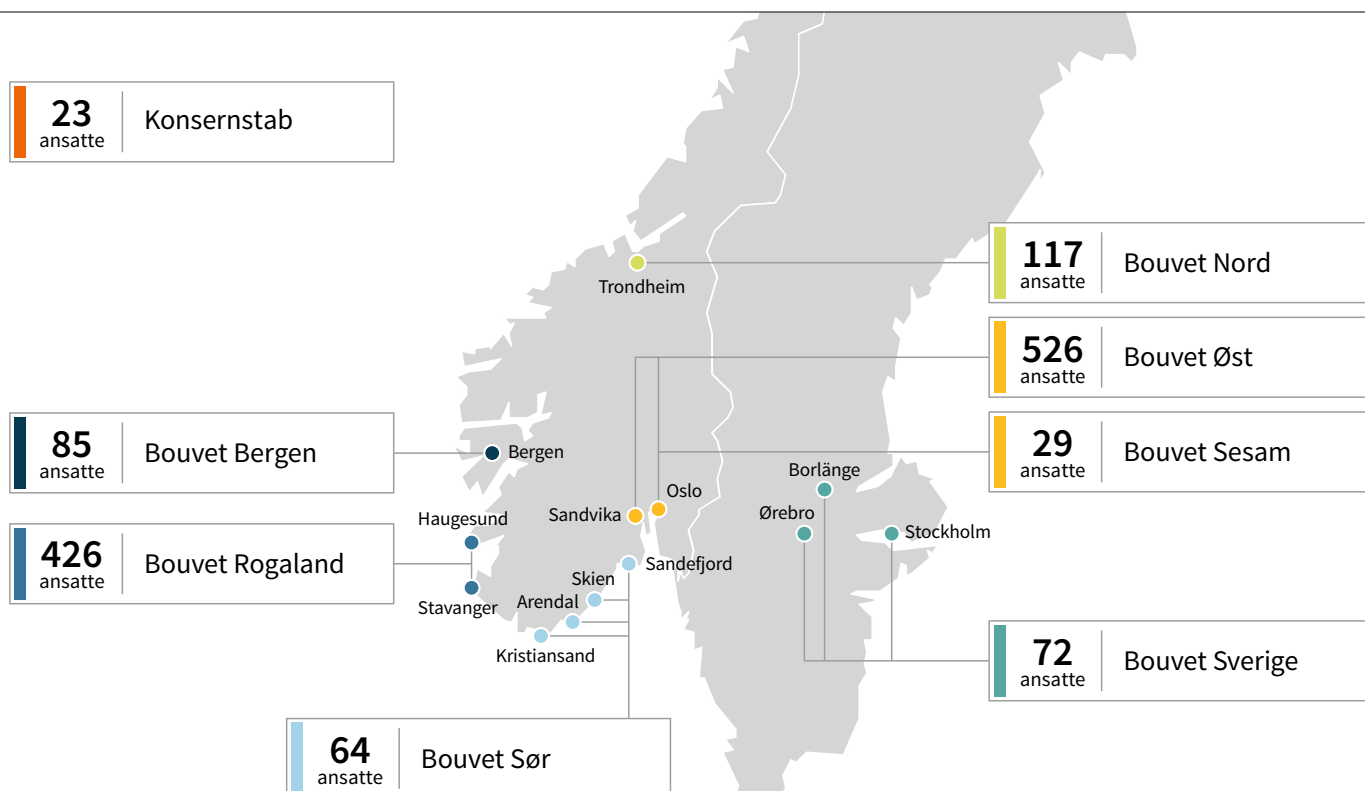 23
ansatte
Konsernstab
117
ansatte
Bouvet Nord
Trondheim
526
ansatte
Bouvet Øst
85
ansatte
Bouvet Bergen
Bergen
29
ansatte
Bouvet Sesam
Borlänge
Oslo
Sandvika
Ørebro
Stockholm
Haugesund
426
ansatte
Bouvet Rogaland
Stavanger
Sandefjord
Skien
Arendal
Kristiansand
72
ansatte
Bouvet Sverige
64
ansatte
Bouvet Sør